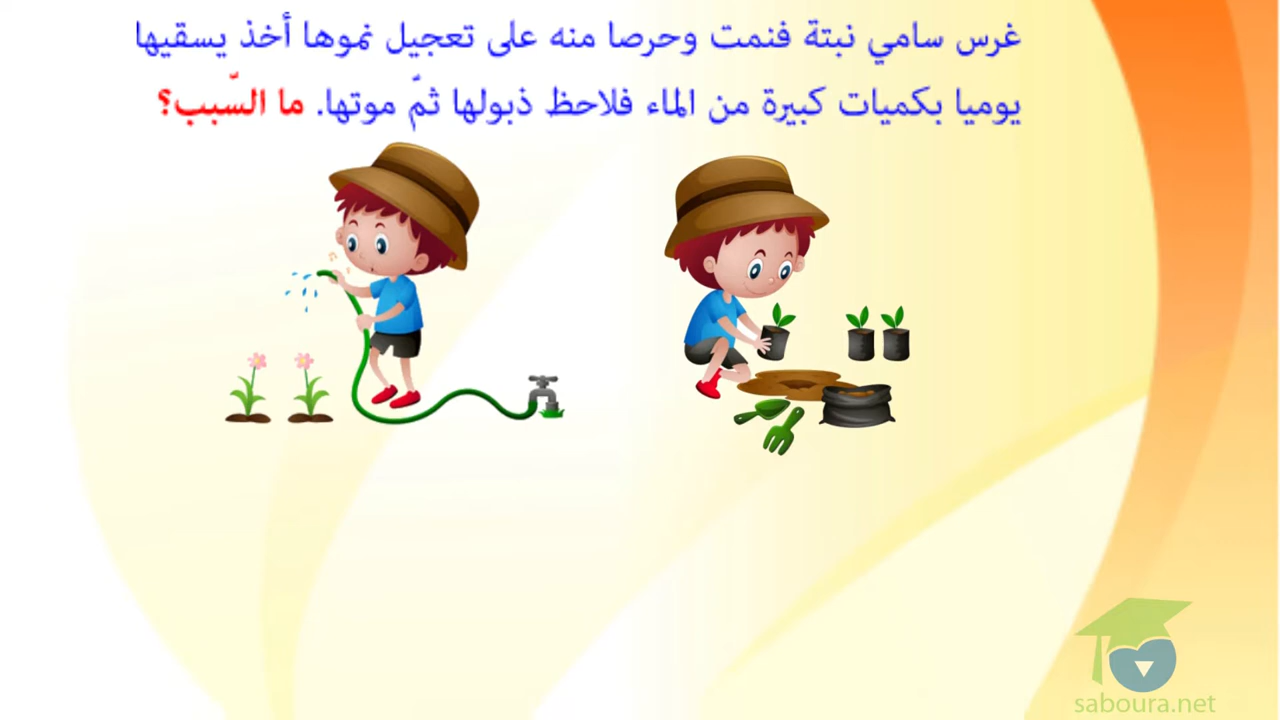 غرس سامي نبتة فنمت وحرصا منه على تعجيل نموها أخذ يسقيها
يوميا بكميات كبيرة من الماء فلاحظ ذبولها ثمّ موتها. ما السّبب؟
saboura.net